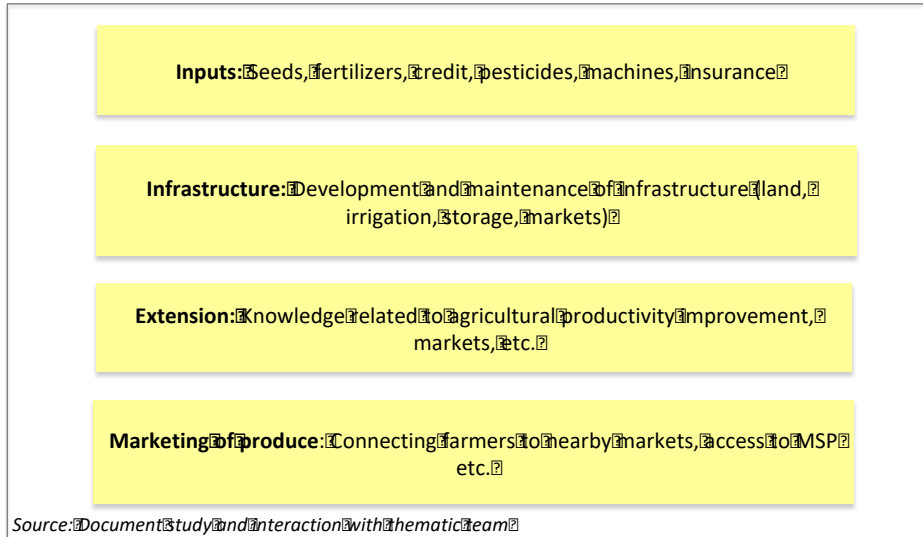 Inputs: Seeds, fertilizers, credit, pesticides, machines, insurance
Infrastructure: Development and maintenance of infrastructure (land,
irrigation, storage, markets)
Extension: Knowledge related to agricultural productivity improvement,
markets, etc.
Marketing of produce: Connecting farmers to nearby markets, access to MSP
etc.
Source: Document study and interaction with thematic team